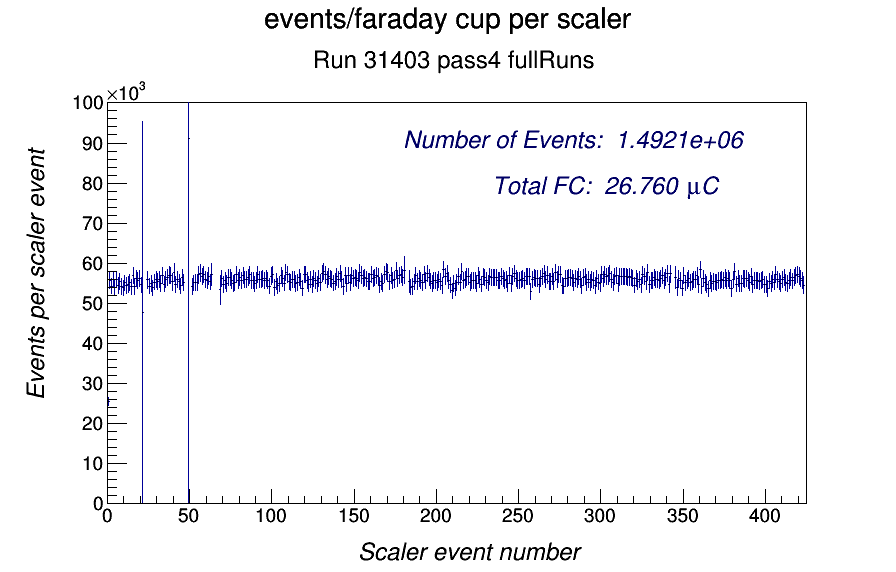 events/faraday cup per scaler
Run 31403 pass4 fullRuns
×10³
100
90
80
70
60
50
40
30
20
10
0
Number of Events: 1.4921e+06
Total FC: 26.760 μC
Events per scaler event
0 50 100 150 200 250 300 350 400
Scaler event number